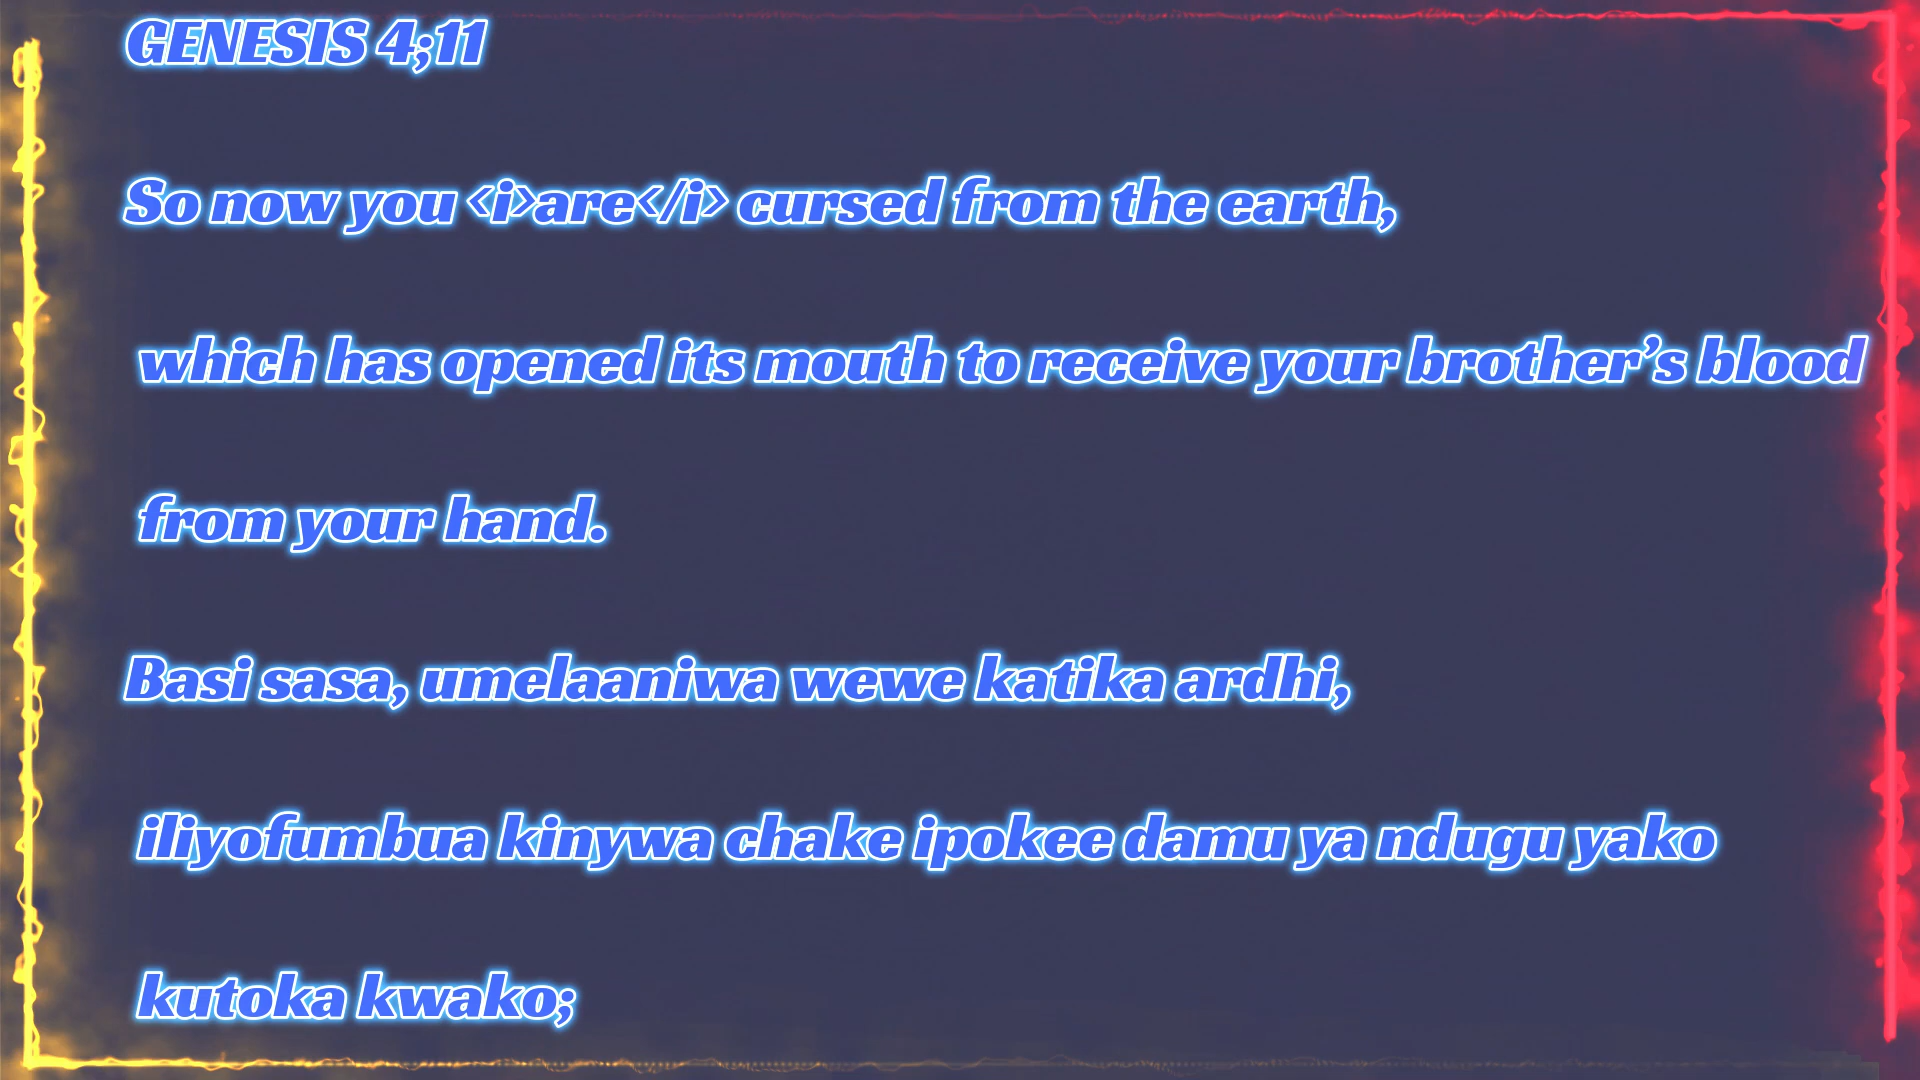 GENESIS 4;11
So now you <i>are</i> cursed from the earth,
which has opened its mouth to receive your brother’s blood
from your hand.
Basi sasa, umelaaniwa wewe katika ardhi,
iliyofumbua kinywa chake ipokee damu ya ndugu yako
kutoka kwako;